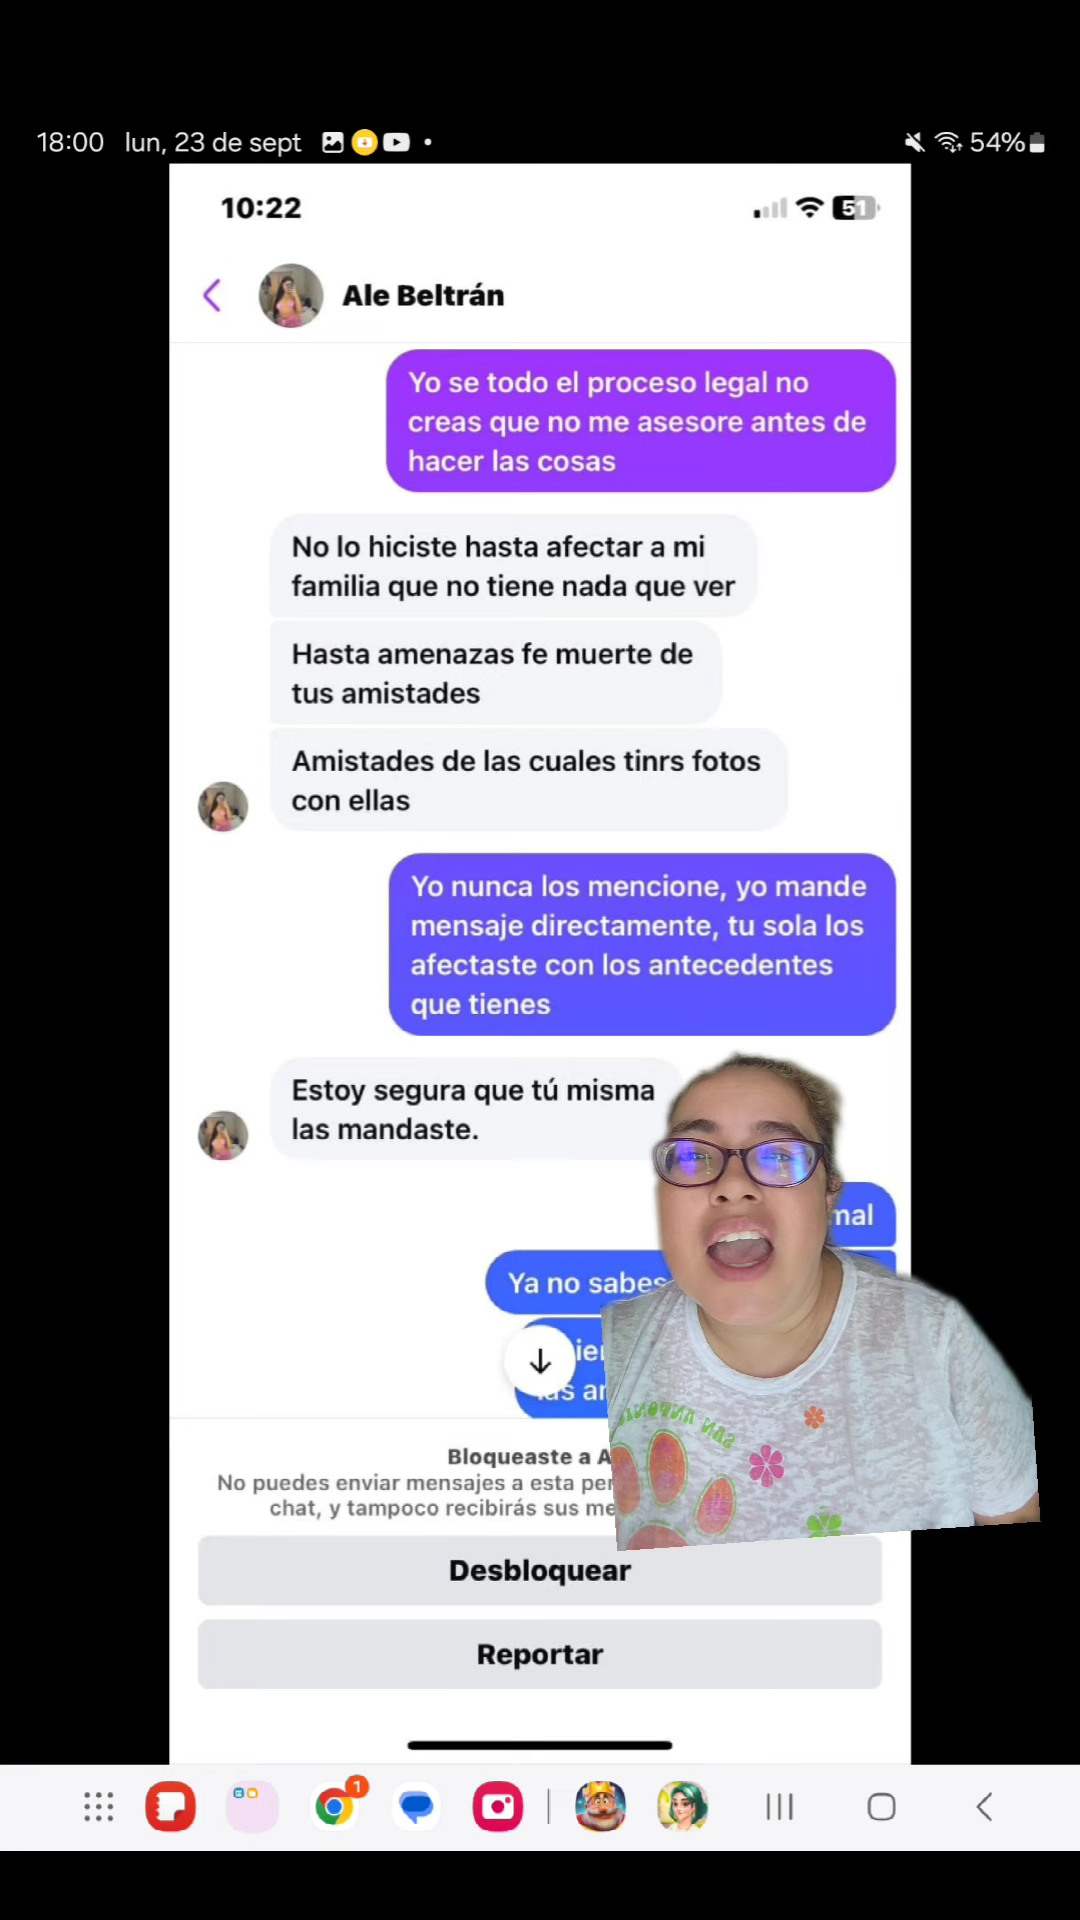 18:00 lun, 23 de sept
54%
10:22
51
Ale Beltrán
Yo se todo el proceso legal no
creas que no me asesore antes de
hacer las cosas
No lo hiciste hasta afectar a mi
familia que no tiene nada que ver
Hasta amenazas fe muerte de
tus amistades
Amistades de las cuales tinrs fotos
con ellas
Yo nunca los mencione, yo mande
mensaje directamente, tu sola los
afectaste con los antecedentes
que tienes
Estoy segura que tú misma
las mandaste.
mal
Ya no sabes
SAN ANTONIO
Bloqueaste a A
No puedes enviar mensajes a esta
chat, y tampoco recibirás sus
Desbloquear
Reportar
1